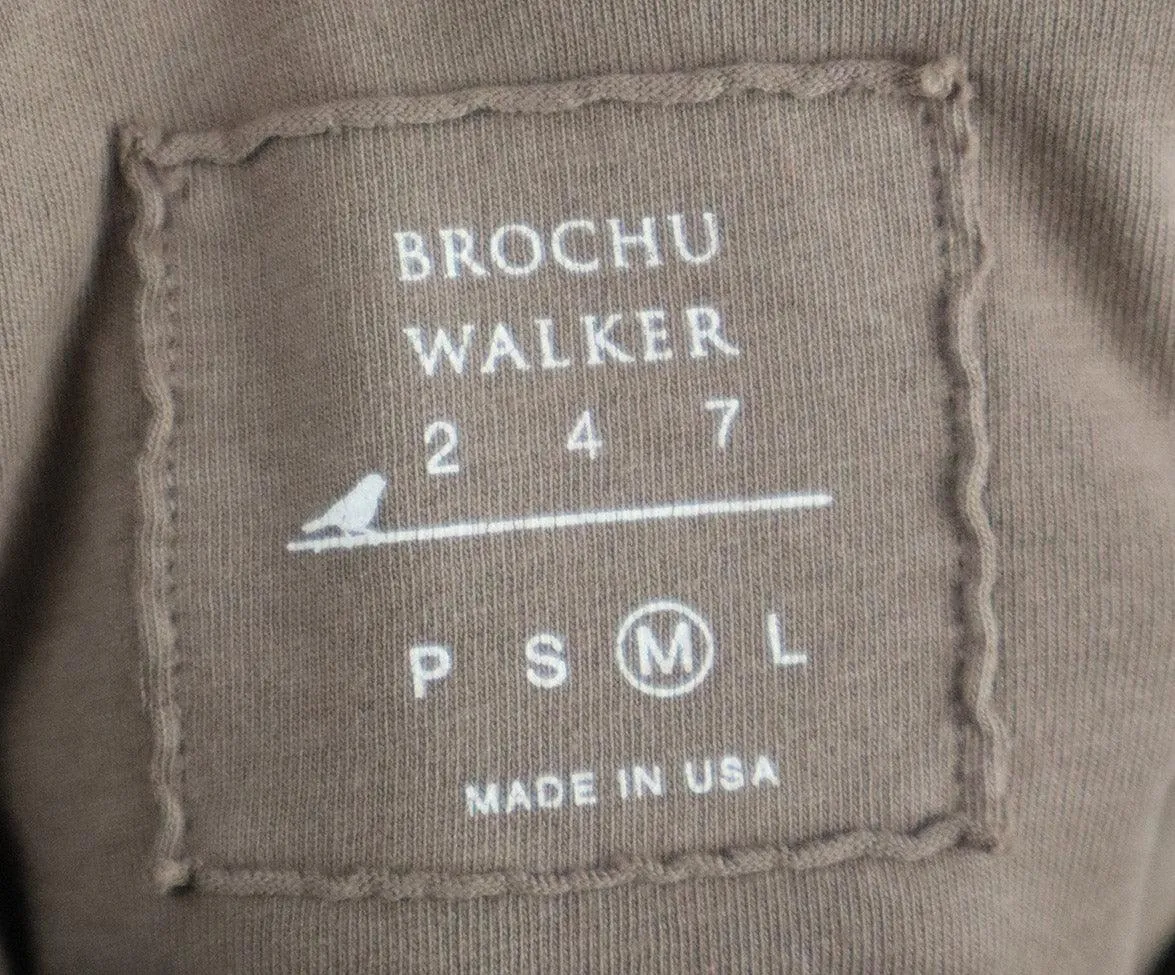 BROCHU
WALKER
2 4 7
P S M L
MADE IN USA